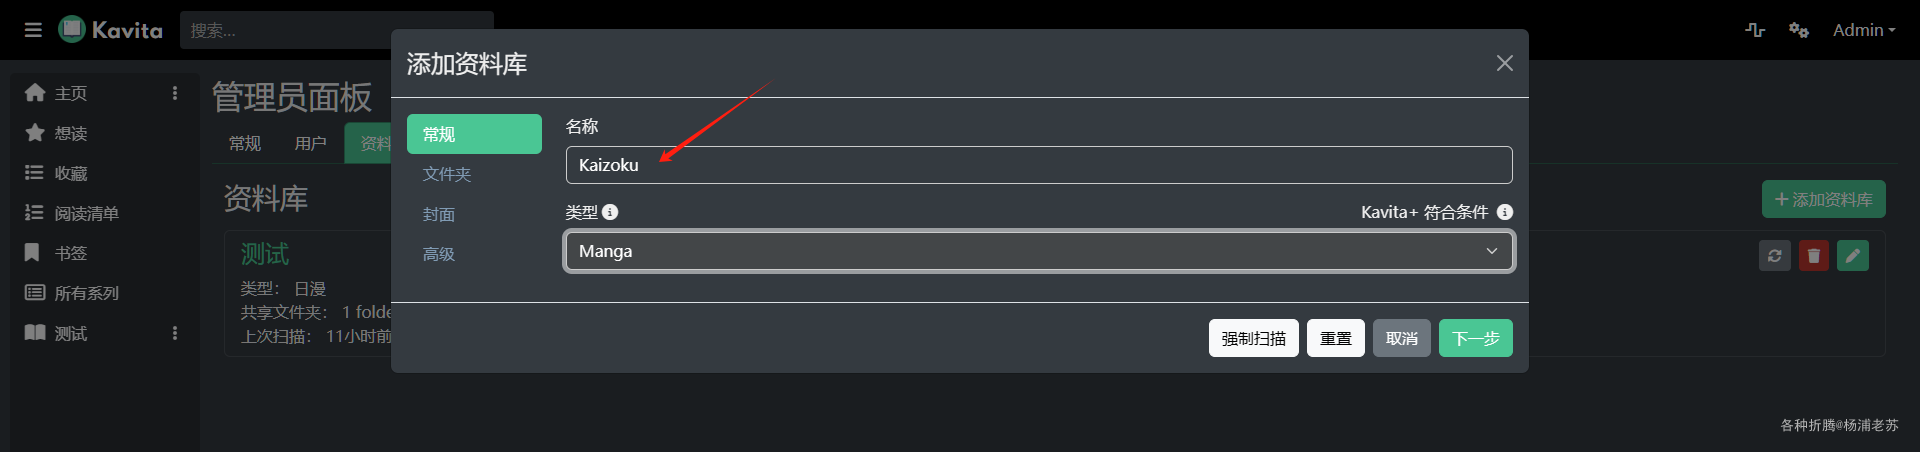 Kavita
搜索...
Admin
主页
想读
收藏
阅读清单
书签
所有系列
测试
管理员面板
常规
用户
资料
资料库
添加资料库
测试
类型： 日漫
共享文件夹： 1 folde
上次扫描： 11小时前
添加资料库
常规
文件夹
封面
高级
名称
Kaizoku
类型
Kavita+ 符合条件
Manga
强制扫描
重置
取消
下一步
各种折腾@杨浦老苏